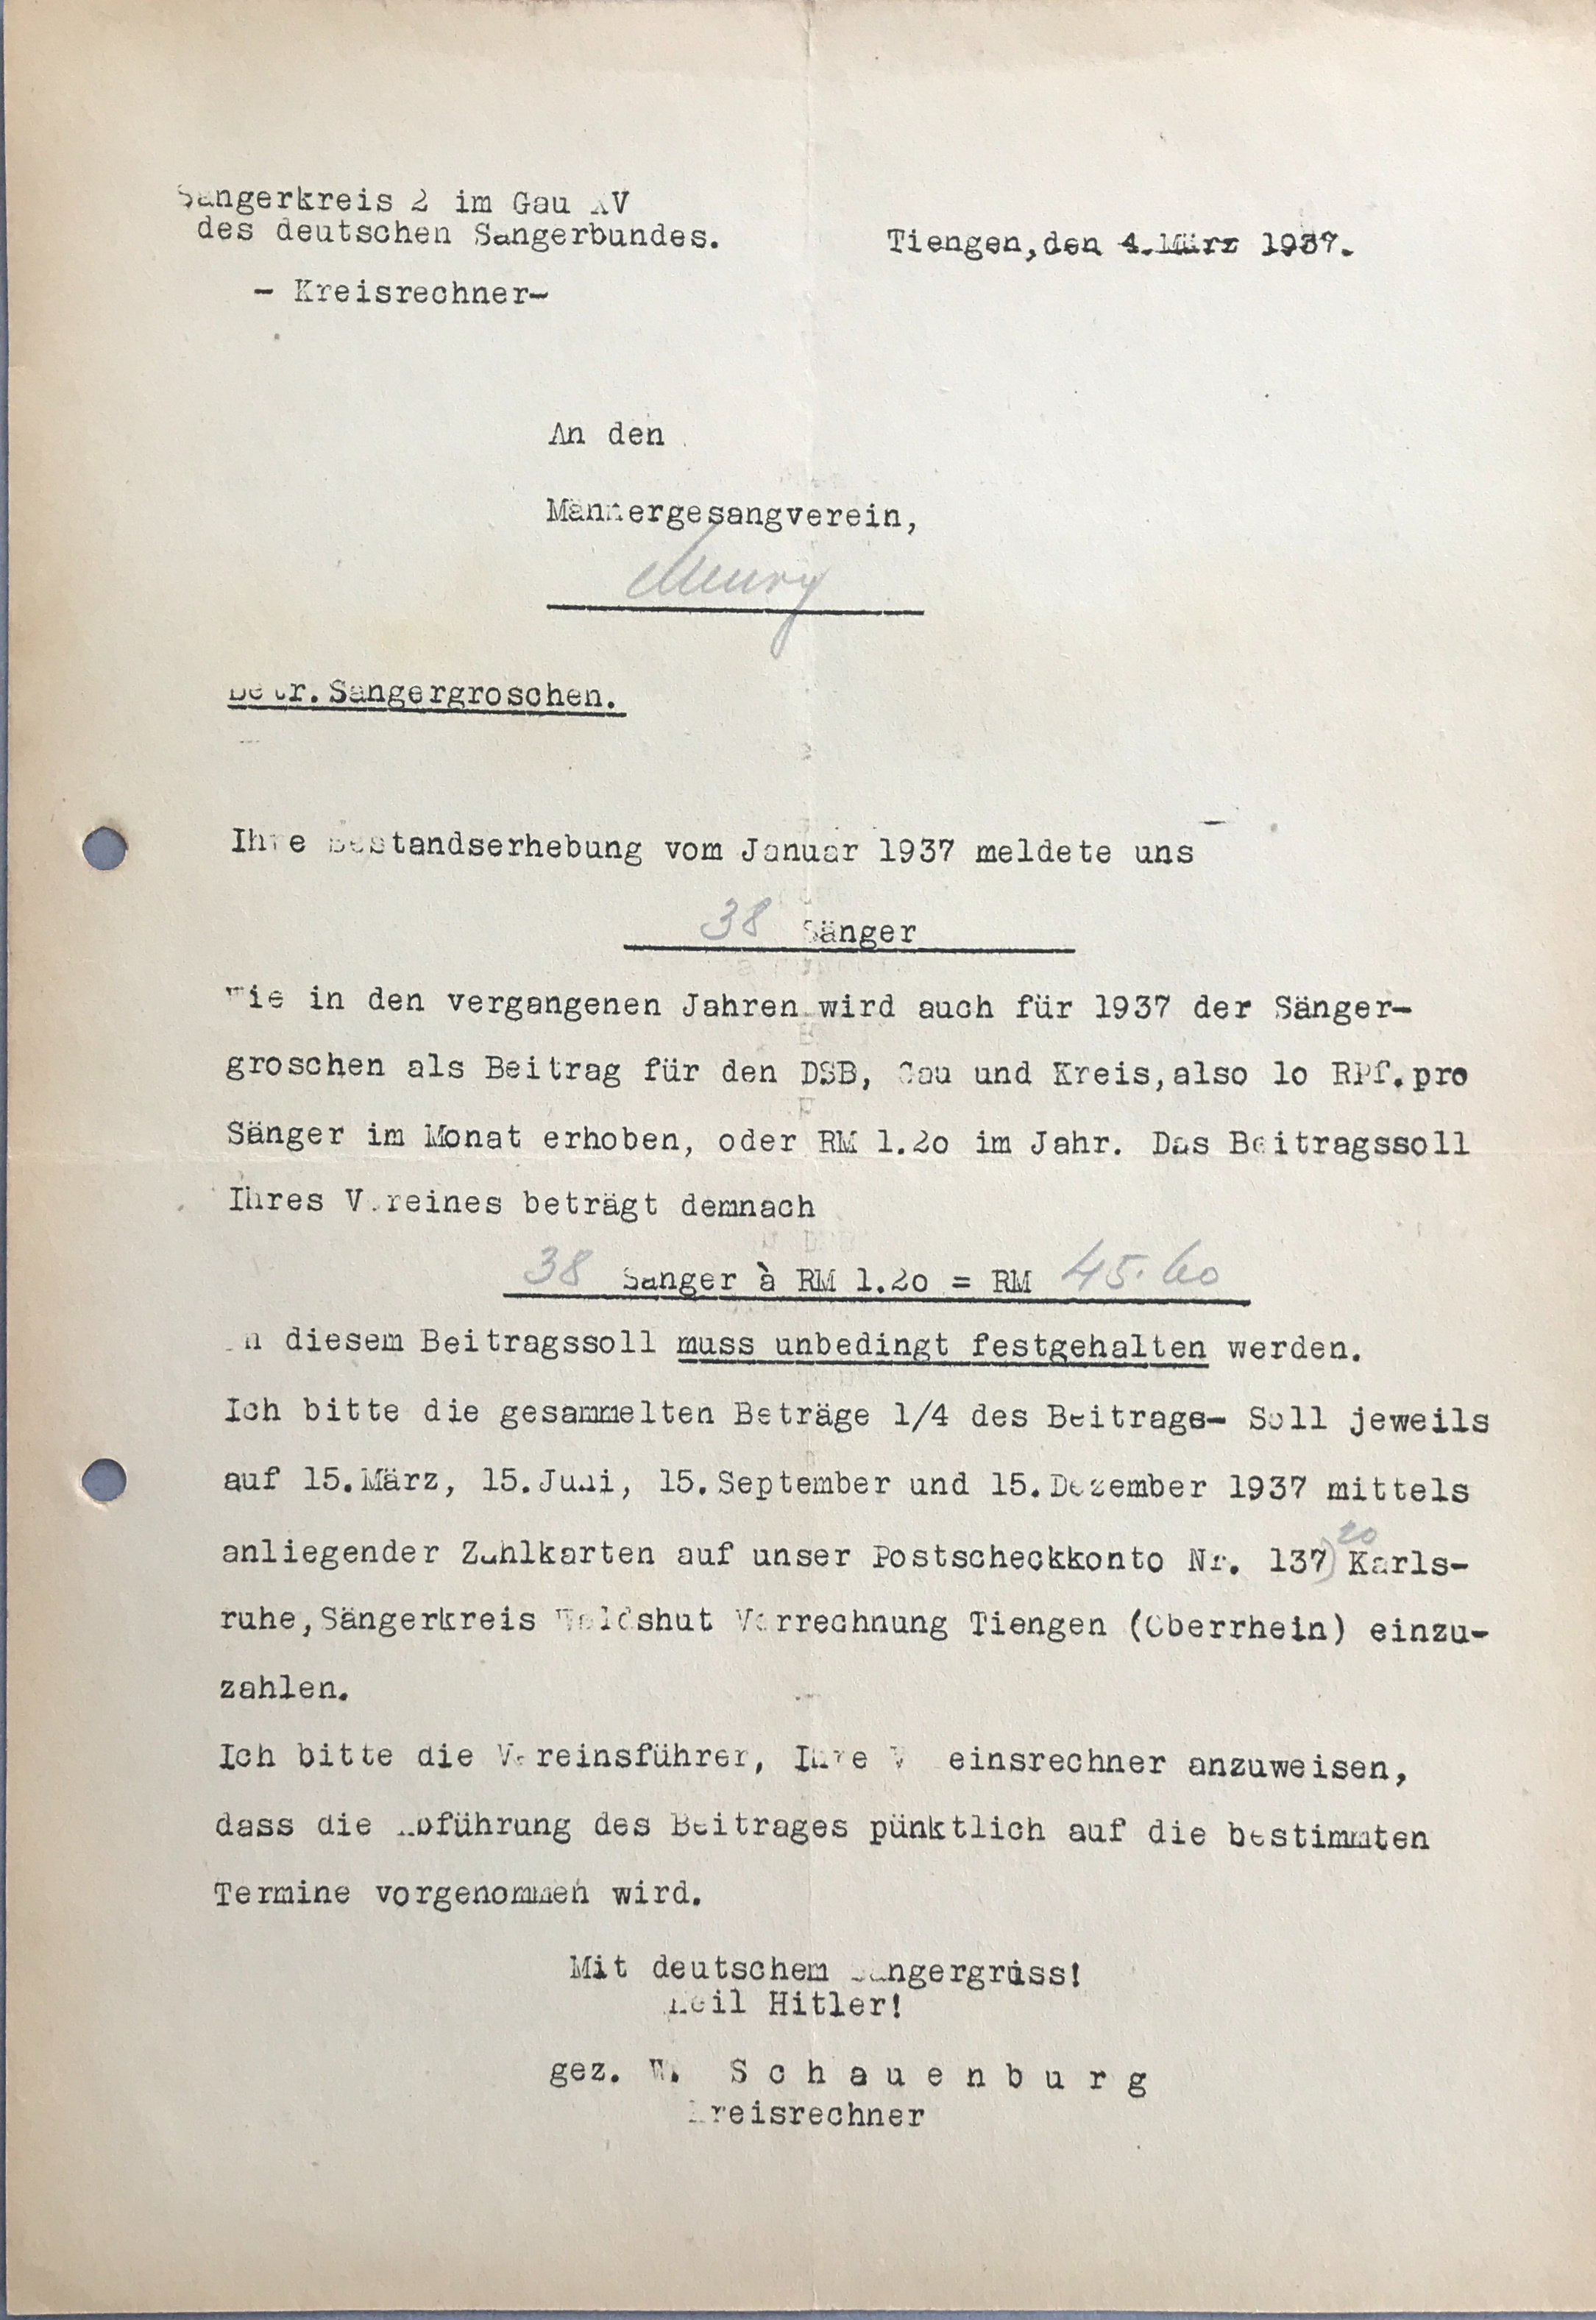 Sängerkreis 2 im Gau XV
des deutschen Sängerbundes.
Tiengen,den 4.März 1937.
- Kreisrechner-
An den
Männergesangverein,
Betr.Sängergroschen.
Ihre Bestandserhebung vom Januar 1937 meldete uns
38 Sänger
Wie in den vergangenen Jahren wird auch für 1937 der Sänger-
groschen als Beitrag für den DSB, Gau und Kreis,also lo RPf.pro
Sänger im Monat erhoben, oder RM 1.2o im Jahr. Das Beitragssoll
Ihres Vereines beträgt demnach
38 Sänger à RM 1.2o = RM 45.60
An diesem Beitragssoll muss unbedingt festgehalten werden.
Ich bitte die gesammelten Beträge 1/4 des Beitrags- Soll jeweils
auf 15.März, 15.Juni, 15.September und 15.Dezember 1937 mittels
anliegender Zahlkarten auf unser Postscheckkonto Nr. 137) 20 Karls-
ruhe,Sängerkreis Waldshut Verrechnung Tiengen (Oberrhein) einzu-
zahlen.
Ich bitte die Vereinsführer, Ihre Vereinsrechner anzuweisen,
dass die Abführung des Beitrages pünktlich auf die bestimmten
Termine vorgenommen wird.
Mit deutschem Sängergruss!
Heil Hitler!
gez. W. S c h a u e n b u r g
Kreisrechner